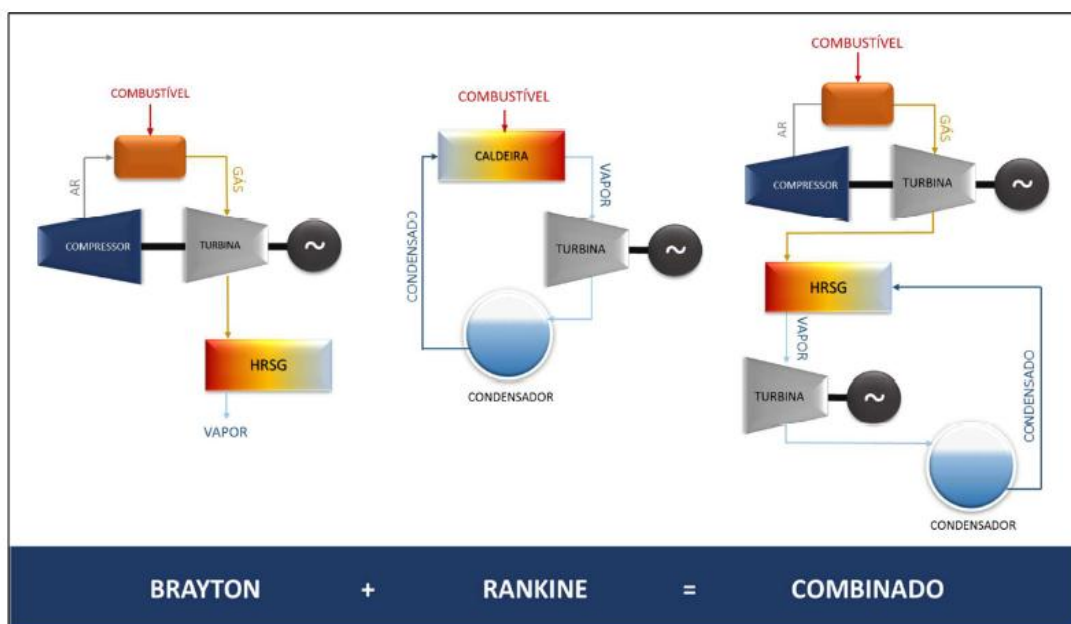 COMBUSTÍVEL
AR
GÁS
COMPRESSOR
TURBINA
~
HRSG
VAPOR
COMBUSTÍVEL
CALDEIRA
VAPOR
CONDENSADO
TURBINA
~
CONDENSADOR
COMBUSTÍVEL
AR
GÁS
COMPRESSOR
TURBINA
~
HRSG
VAPOR
TURBINA
~
CONDENSADO
CONDENSADOR
BRAYTON + RANKINE = COMBINADO